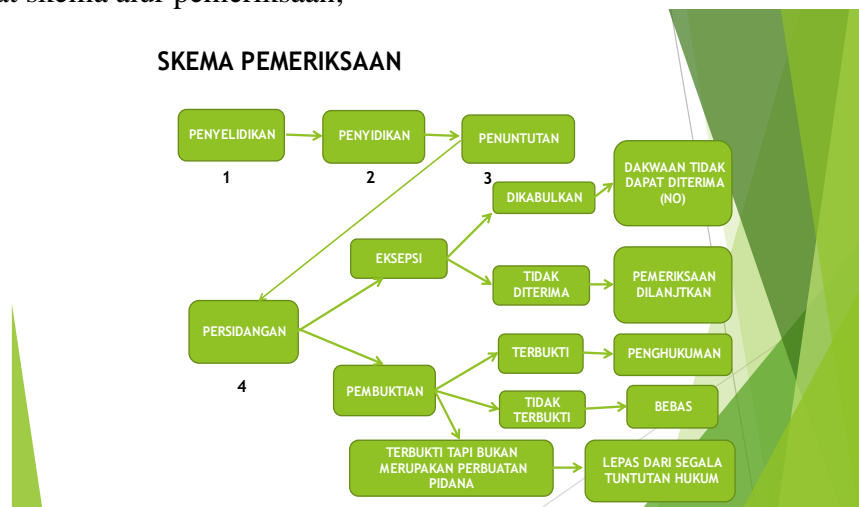 at skema alur pemeriksaan,
SKEMA PEMERIKSAAN
PENYELIDIKAN
PENYIDIKAN
PENUNTUTAN
1
2
3
DAKWAAN TIDAK
DAPAT DITERIMA
(NO)
DIKABULKAN
EKSEPSI
TIDAK
DITERIMA
PEMERIKSAAN
DILANJTKAN
PERSIDANGAN
4
TERBUKTI
PENGHUKUMAN
PEMBUKTIAN
TIDAK
TERBUKTI
BEBAS
TERBUKTI TAPI BUKAN
MERUPAKAN PERBUATAN
PIDANA
LEPAS DARI SEGALA
TUNTUTAN HUKUM